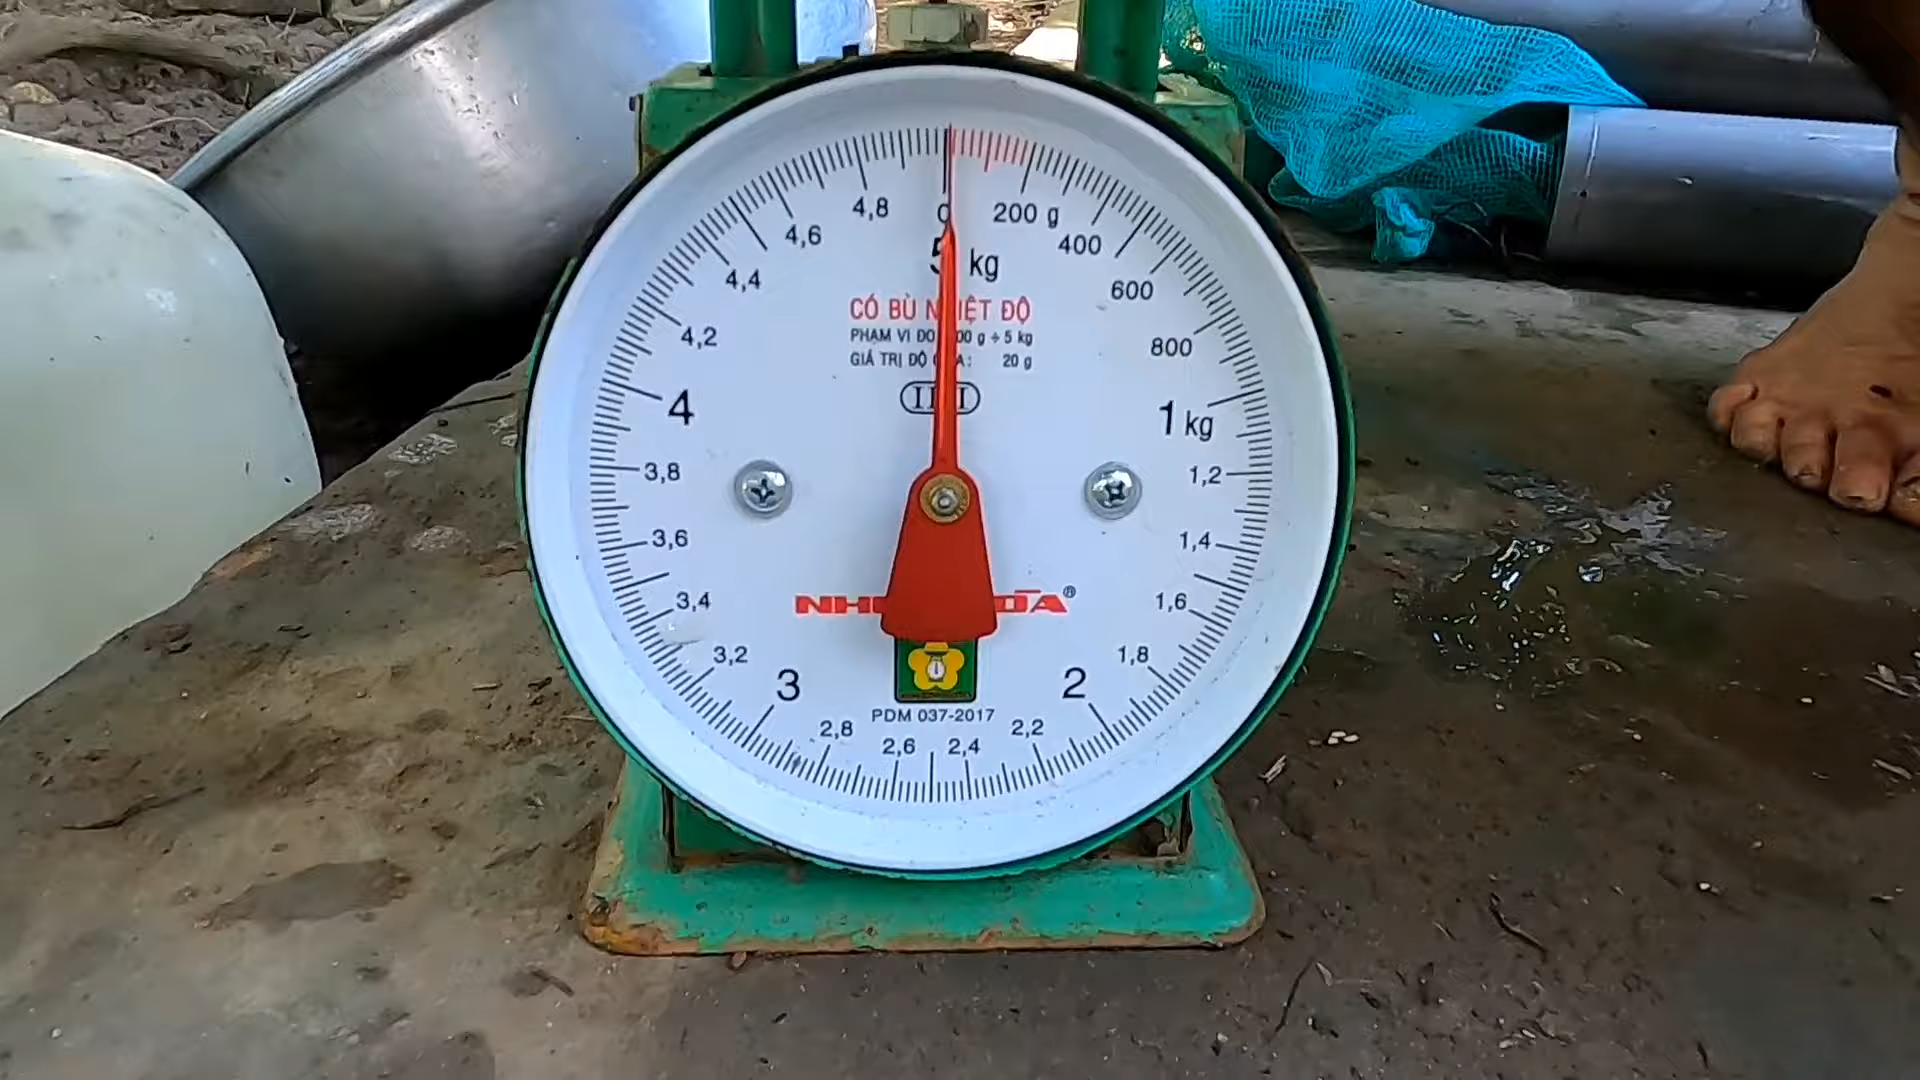 0
200 g
400
600
800
1 kg
1,2
1,4
1,6
1,8
2
2,2
2,4
2,6
2,8
3
3,2
3,4
3,6
3,8
4
4,2
4,4
4,6
4,8
5 kg
CÓ BÙ NHIỆT ĐỘ
PHẠM VI ĐO
00 g ÷ 5 kg
GIÁ TRỊ ĐỘ CHIA: 20 g
PDM 037-2017